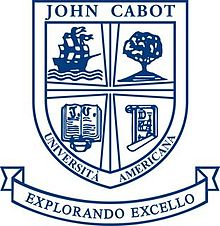 JOHN CABOT
UNIVERSITÀ AMERICANA
EXPLORANDO EXCELLO